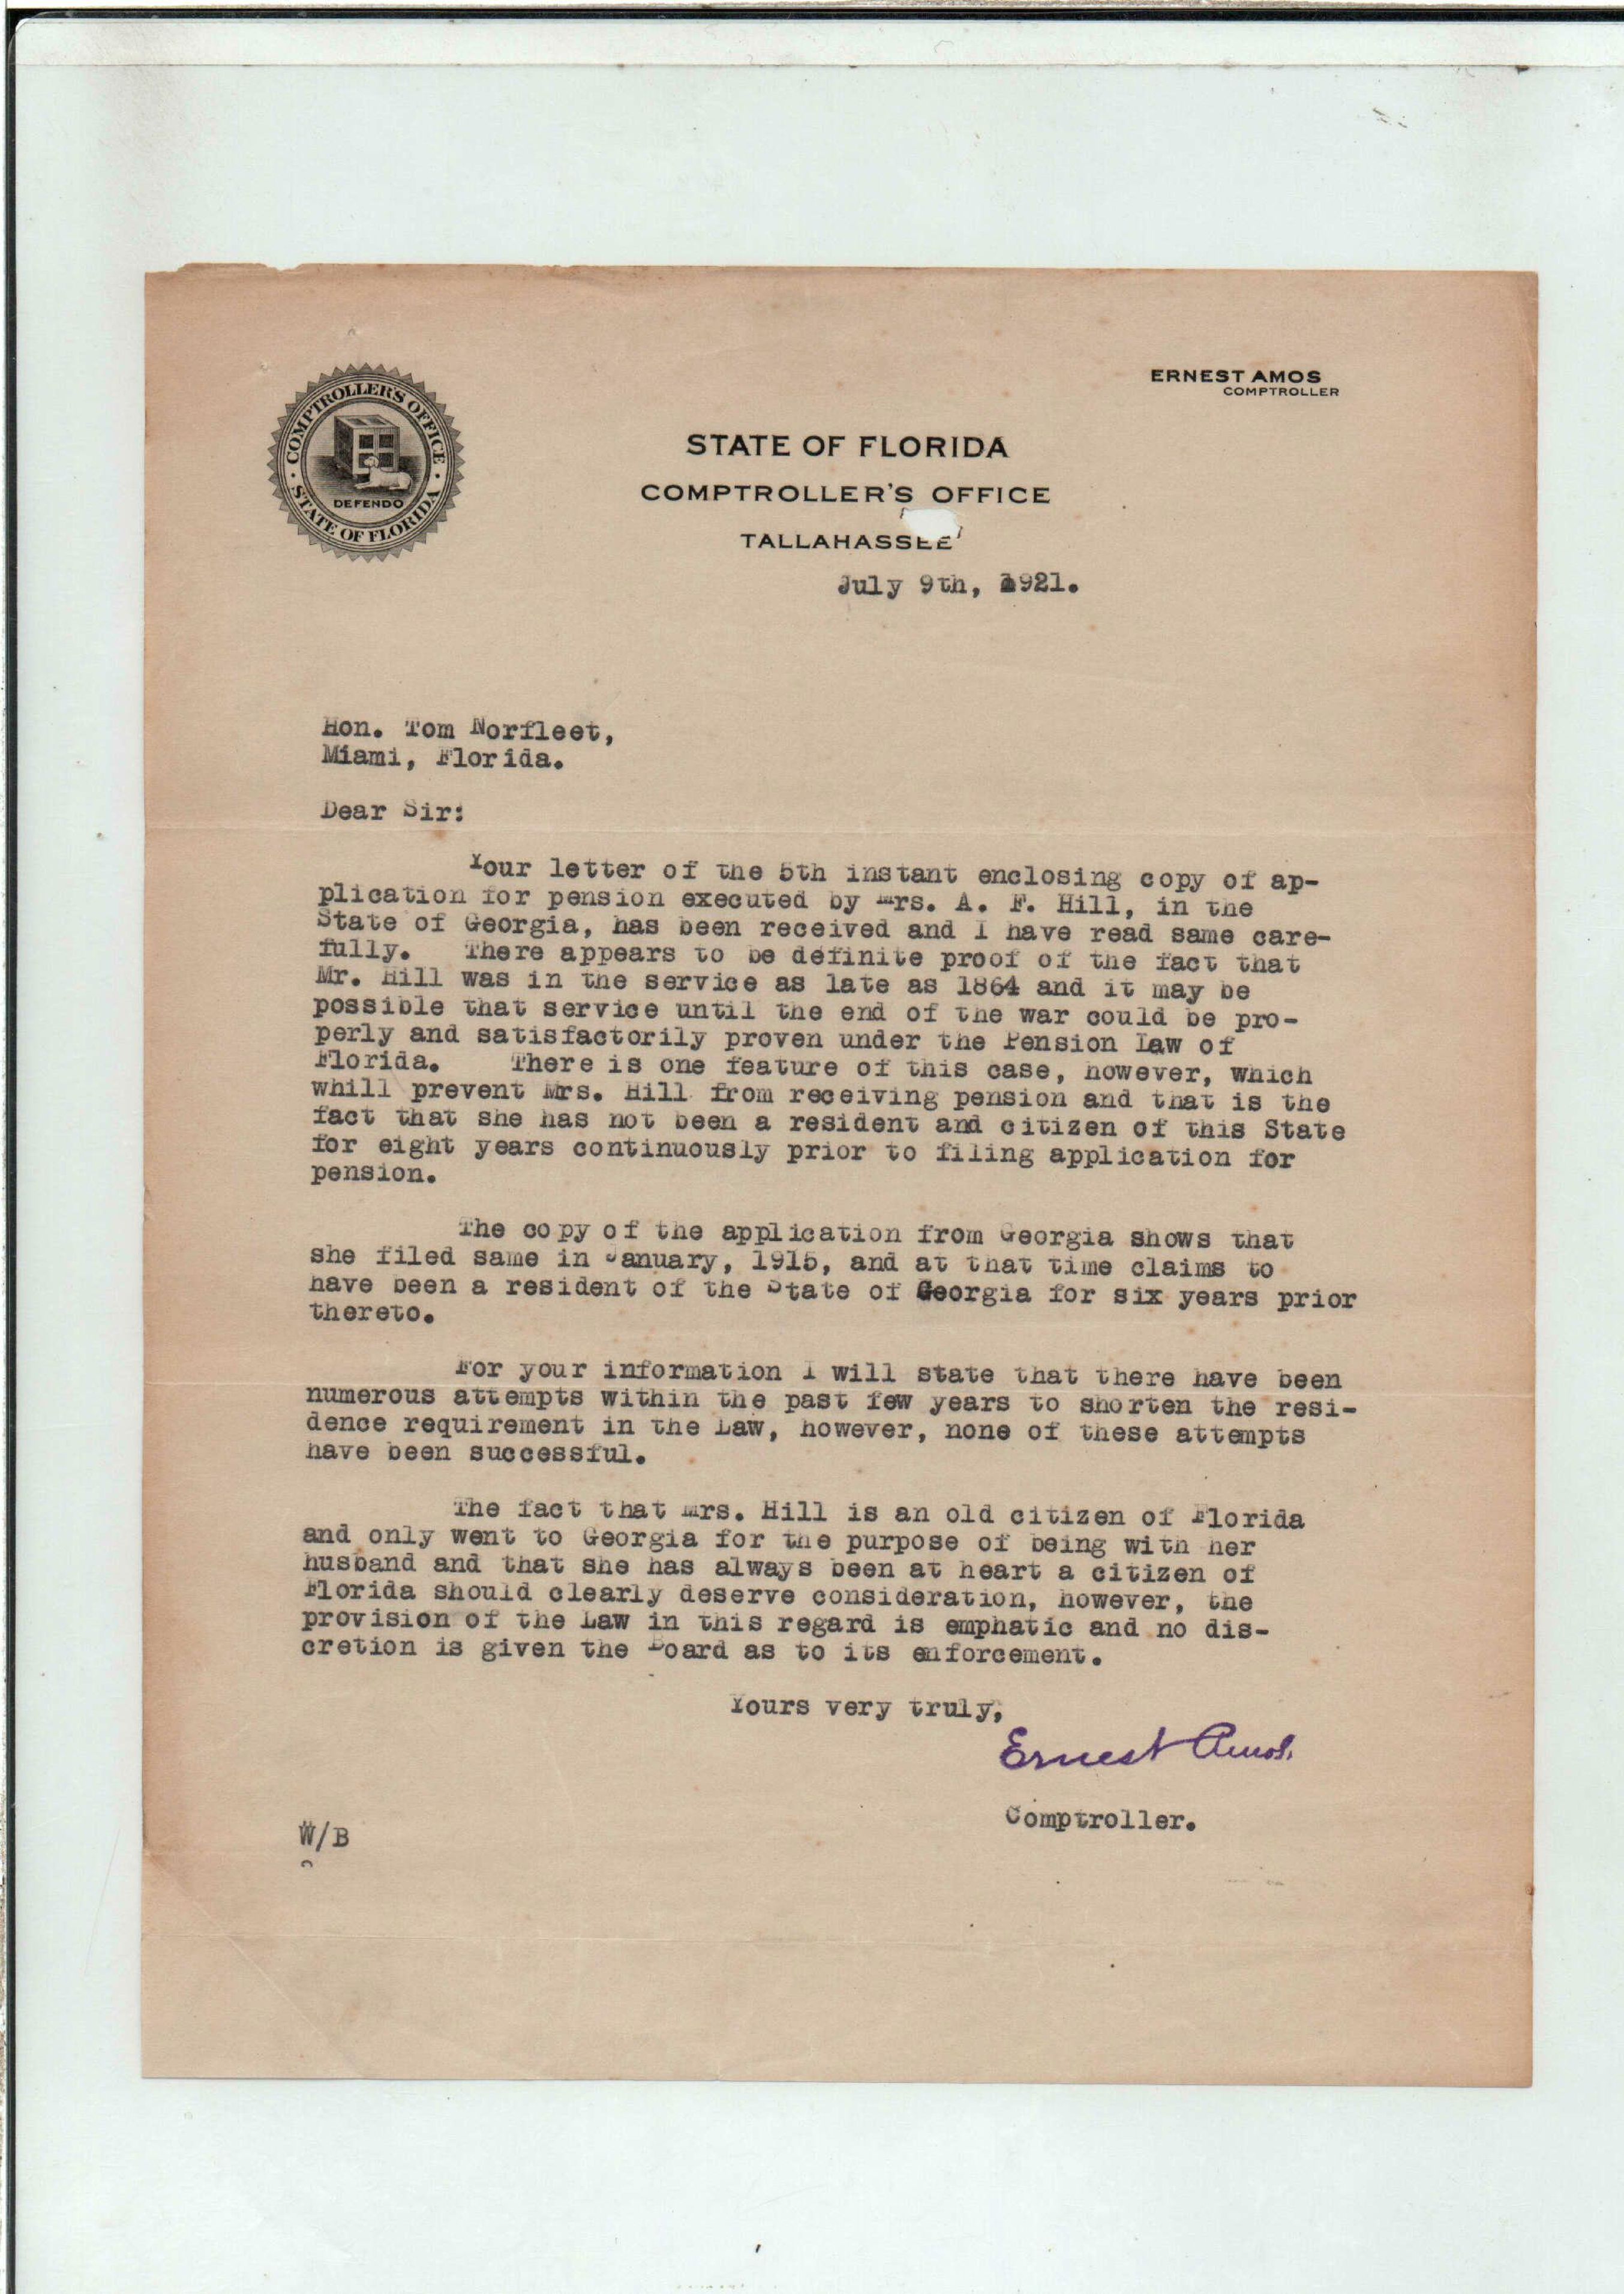 ERNEST AMOS
COMPTROLLER
COMPTROLLER'S OFFICE
DEFENDO
STATE OF FLORIDA
STATE OF FLORIDA
COMPTROLLER'S OFFICE
TALLAHASSEE
July 9th, 1921.
Hon. Tom Norfleet,
Miami, Florida.
Dear Sir:
Your letter of the 5th instant enclosing copy of ap-
plication for pension executed by Mrs. A. F. Hill, in the
State of Georgia, has been received and I have read same care-
fully. There appears to be definite proof of the fact that
Mr. Hill was in the service as late as 1864 and it may be
possible that service until the end of the war could be pro-
perly and satisfactorily proven under the Pension Law of
Florida. There is one feature of this case, however, which
whill prevent Mrs. Hill from receiving pension and that is the
fact that she has not been a resident and citizen of this State
for eight years continuously prior to filing application for
pension.
The copy of the application from Georgia shows that
she filed same in January, 1915, and at that time claims to
have been a resident of the State of Georgia for six years prior
thereto.
For your information I will state that there have been
numerous attempts within the past few years to shorten the resi-
dence requirement in the Law, however, none of these attempts
have been successful.
The fact that Mrs. Hill is an old citizen of Florida
and only went to Georgia for the purpose of being with her
husband and that she has always been at heart a citizen of
Florida should clearly deserve consideration, however, the
provision of the Law in this regard is emphatic and no dis-
cretion is given the Board as to its enforcement.
Yours very truly,
Ernest Amos.
Comptroller.
W/B